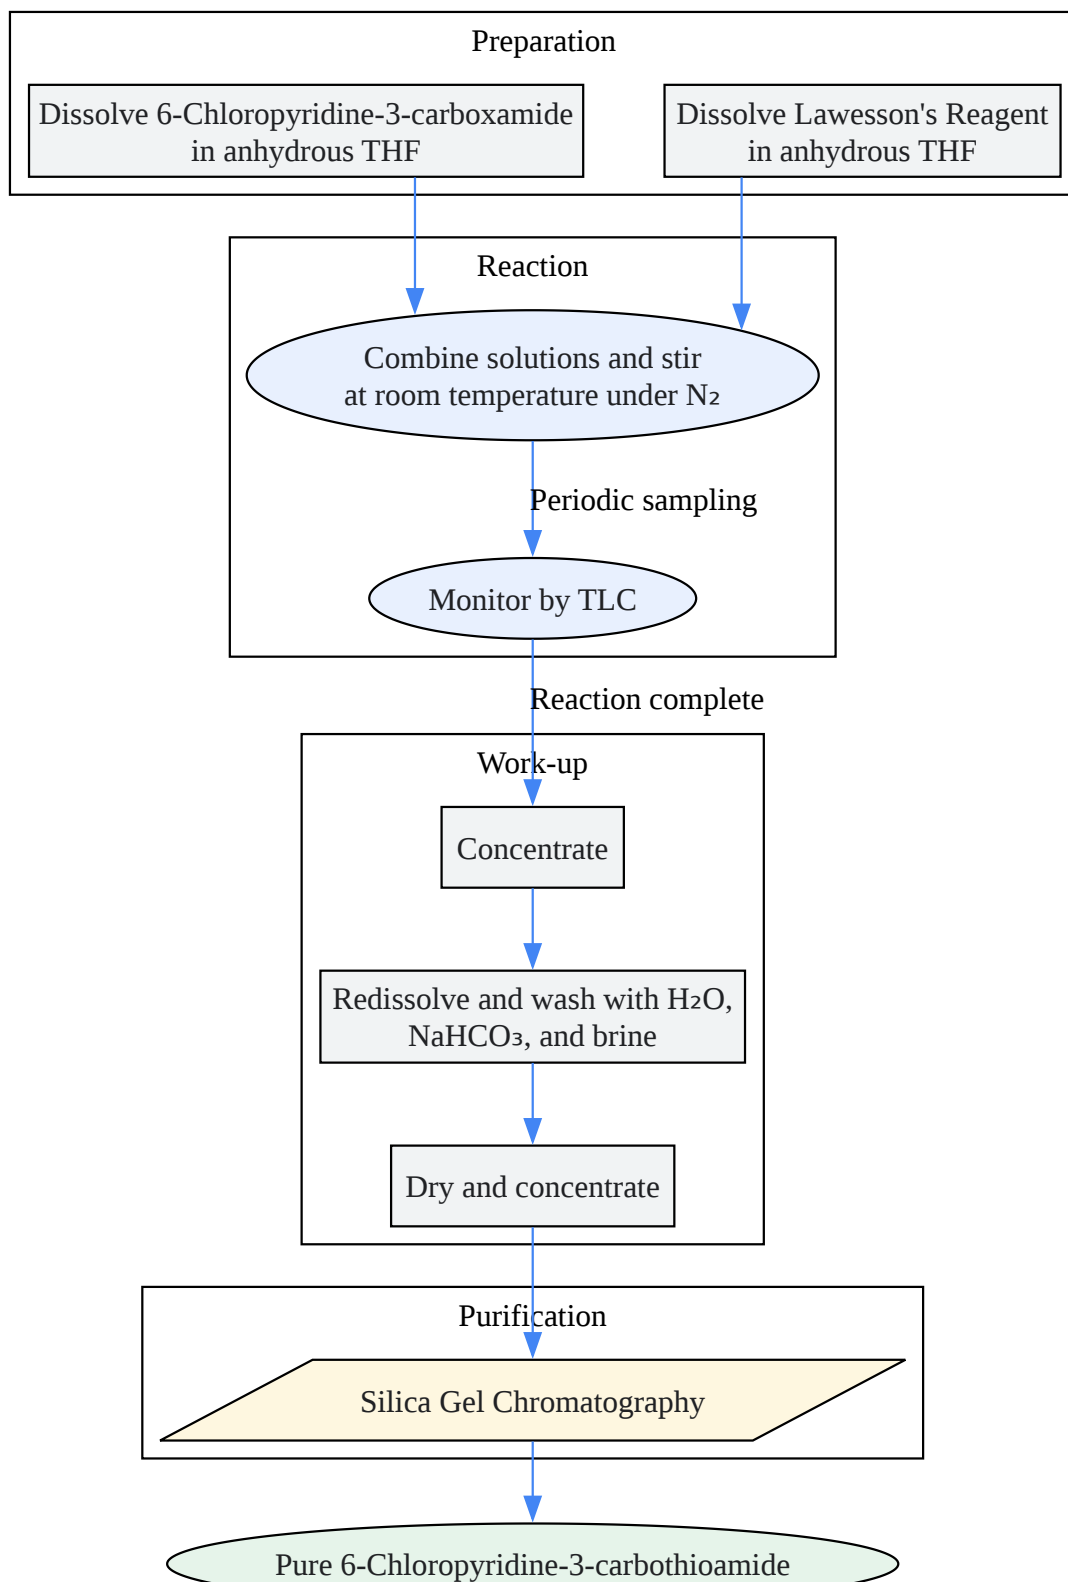 Preparation
Dissolve 6-Chloropyridine-3-carboxamide
in anhydrous THF
Dissolve Lawesson's Reagent
in anhydrous THF
Reaction
Combine solutions and stir
at room temperature under N₂
Periodic sampling
Monitor by TLC
Reaction complete
Work-up
Concentrate
Redissolve and wash with H₂O,
NaHCO₃, and brine
Dry and concentrate
Purification
Silica Gel Chromatography
Pure 6-Chloropyridine-3-carbothioamide